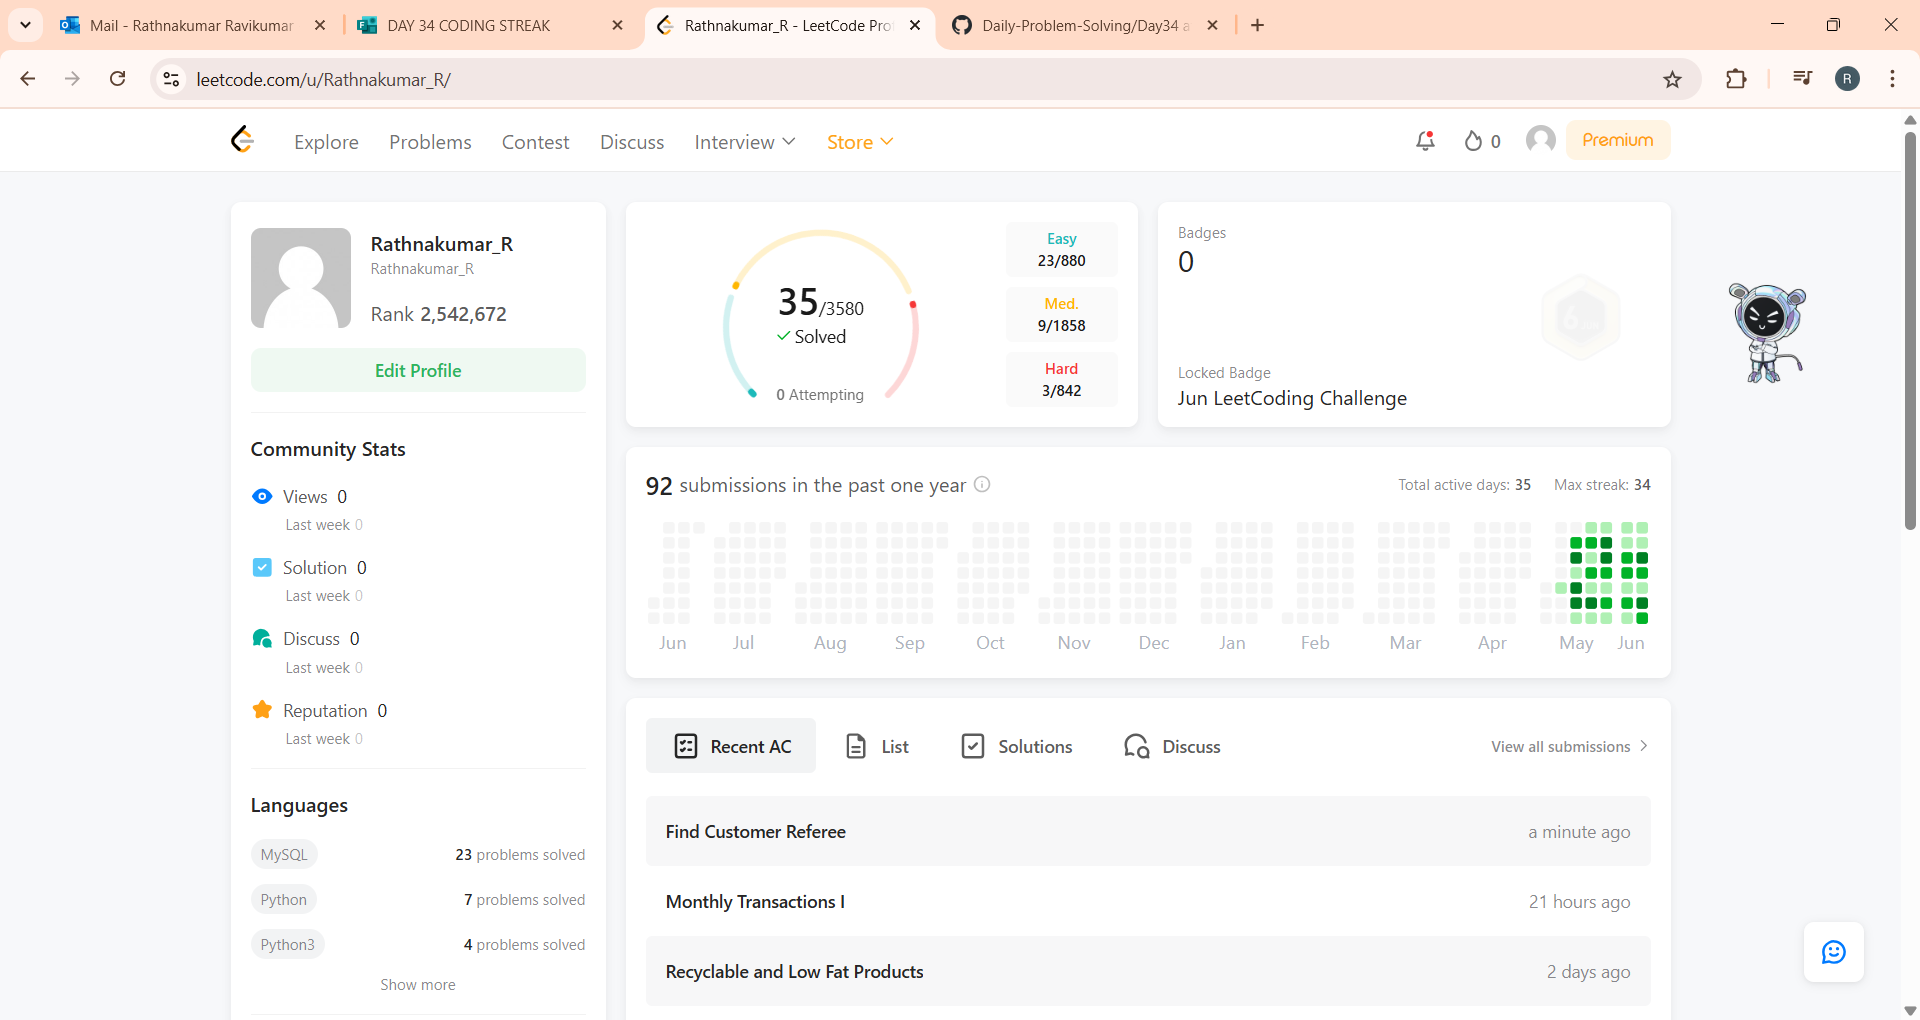 Mail - Rathnakumar Ravikumar
DAY 34 CODING STREAK
Rathnakumar_R - LeetCode Pro
Daily-Problem-Solving/Day34 a
leetcode.com/u/Rathnakumar_R/
R
Explore
Problems
Contest
Discuss
Interview
Store
0
Premium
Rathnakumar_R
Rathnakumar_R
Rank 2,542,672
Edit Profile
Community Stats
Views 0
Last week 0
Solution 0
Last week 0
Discuss 0
Last week 0
Reputation 0
Last week 0
Languages
MySQL 23 problems solved
Python 7 problems solved
Python3 4 problems solved
Show more
35/3580
Solved
0 Attempting
Easy
23/880
Med.
9/1858
Hard
3/842
Badges
0
Locked Badge
Jun LeetCoding Challenge
92 submissions in the past one year
Total active days: 35 Max streak: 34
Jun Jul Aug Sep Oct Nov Dec Jan Feb Mar Apr May Jun
Recent AC
List
Solutions
Discuss
View all submissions
Find Customer Referee a minute ago
Monthly Transactions I 21 hours ago
Recyclable and Low Fat Products 2 days ago